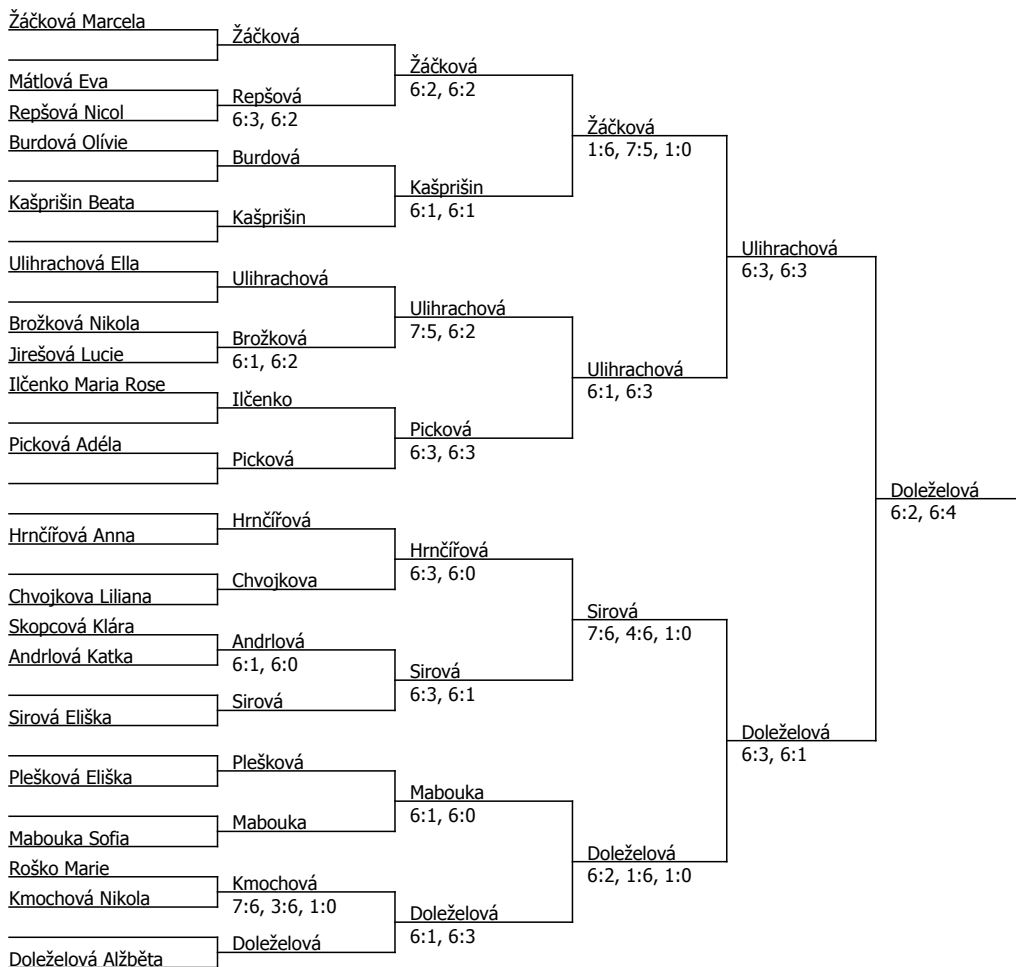 Žáčková Marcela
Mátlová Eva
Repšová Nicol
Burdová Olívie
Kašprišin Beata
Ulihrachová Ella
Brožková Nikola
Jirešová Lucie
Ilčenko Maria Rose
Picková Adéla
Hrnčířová Anna
Chvojkova Liliana
Skopcová Klára
Andrlová Katka
Sirová Eliška
Plešková Eliška
Mabouka Sofia
Roško Marie
Kmochová Nikola
Doleželová Alžběta
Žáčková
Repšová
6:3, 6:2
Burdová
Kašprišin
Ulihrachová
Brožková
6:1, 6:2
Ilčenko
Picková
Hrnčířová
Chvojkova
Andrlová
6:1, 6:0
Sirová
Plešková
Mabouka
Kmochová
7:6, 3:6, 1:0
Doleželová
Žáčková
6:2, 6:2
Kašprišin
6:1, 6:1
Ulihrachová
7:5, 6:2
Picková
6:3, 6:3
Hrnčířová
6:3, 6:0
Sirová
6:3, 6:1
Mabouka
6:1, 6:0
Doleželová
6:1, 6:3
Žáčková
1:6, 7:5, 1:0
Ulihrachová
6:1, 6:3
Sirová
7:6, 4:6, 1:0
Doleželová
6:2, 1:6, 1:0
Ulihrachová
6:3, 6:3
Doleželová
6:3, 6:1
Doleželová
6:2, 6:4